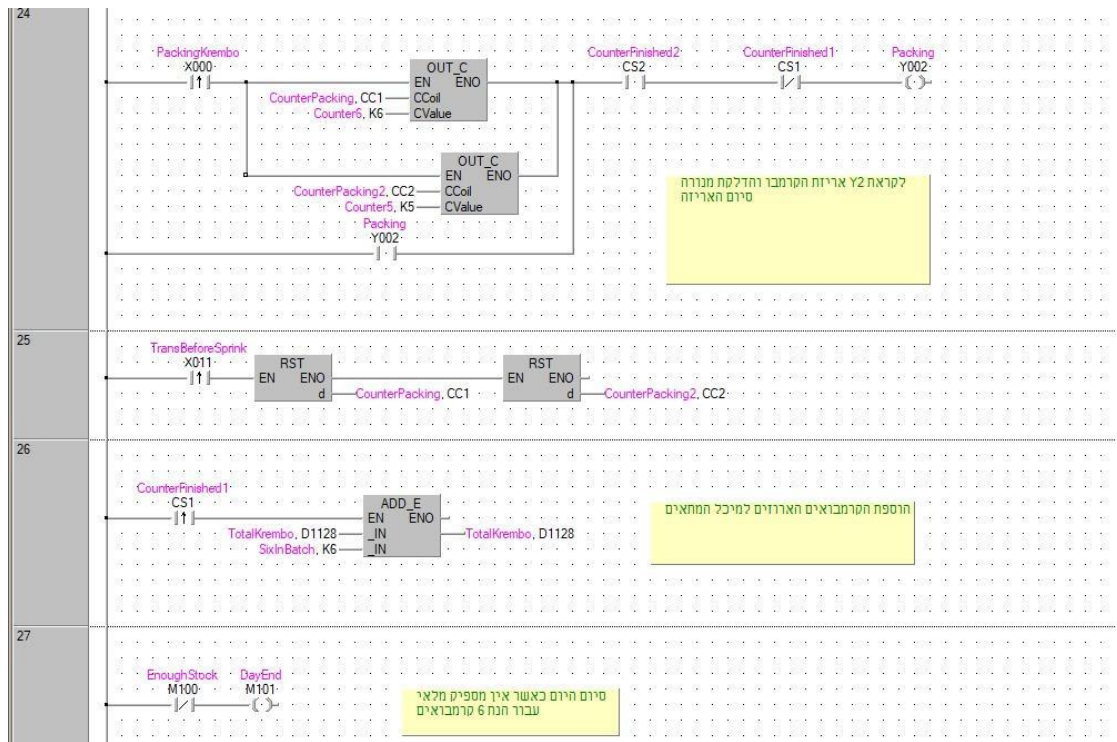 24
PackingKrembo
X000
OUT_C
EN ENO
CounterPacking, CC1 CCoil
Counter6, K6 CValue
OUT_C
EN ENO
CounterPacking2, CC2 CCoil
Counter5, K5 CValue
Packing
Y002
CounterFinished2
CS2
CounterFinished1
CS1
Packing
Y002
לקראת Y2 אריזת הקרמבו והדלקת מנורה
סיום האריזה
25
TransBeforeSprink
X011
RST
EN ENO
d CounterPacking, CC1
RST
EN ENO
d CounterPacking2, CC2
26
CounterFinished1
CS1
ADD_E
EN ENO
TotalKrembo, D1128 _IN TotalKrembo, D1128
SixInBatch, K6 _IN
הוספת הקרמבואים הארוזים למיכל המתאים
27
EnoughStock DayEnd
M100 M101
סיום היום כאשר אין מספיק מלאי
עבור הנח 6 קרמבואים